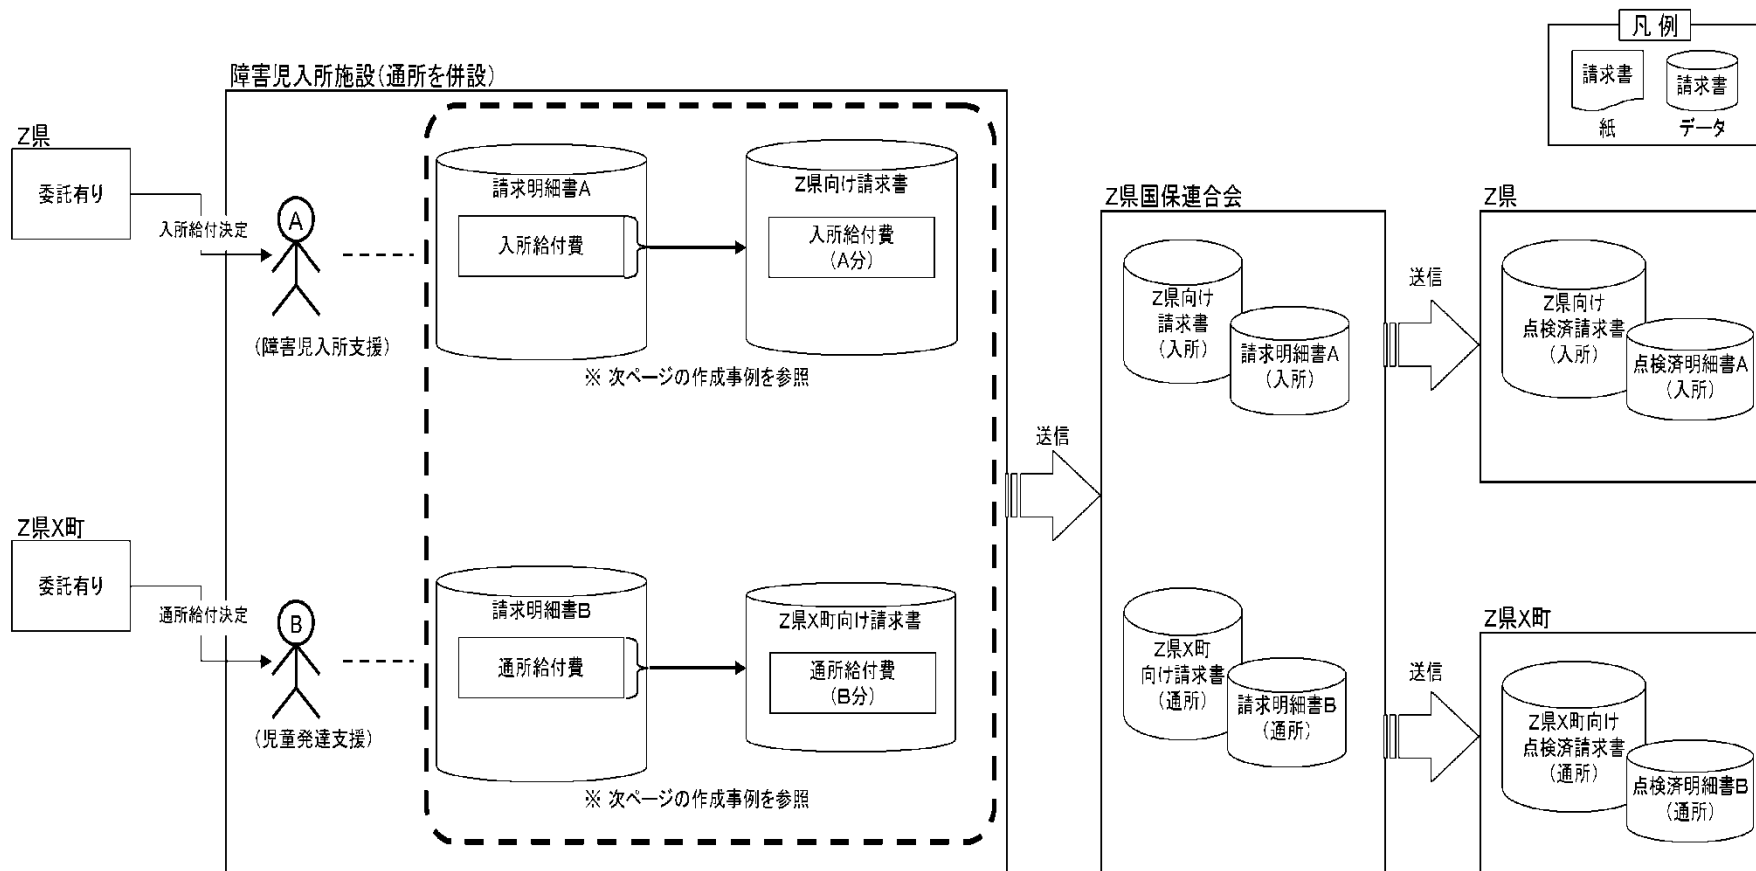 凡例
請求書
請求書
紙
データ
障害児入所施設(通所を併設)
Z県
委託有り
入所給付決定
A
(障害児入所支援)
請求明細書A
入所給付費
Z県向け請求書
入所給付費
(A分)
※ 次ページの作成事例を参照
Z県X町
委託有り
通所給付決定
B
(児童発達支援)
請求明細書B
通所給付費
Z県X町向け請求書
通所給付費
(B分)
※ 次ページの作成事例を参照
送信
Z県国保連合会
Z県向け
請求書
(入所)
請求明細書A
(入所)
Z県X町
向け請求書
(通所)
請求明細書B
(通所)
送信
Z県
Z県向け
点検済請求書
(入所)
点検済明細書A
(入所)
送信
Z県X町
Z県X町向け
点検済請求書
(通所)
点検済明細書B
(通所)